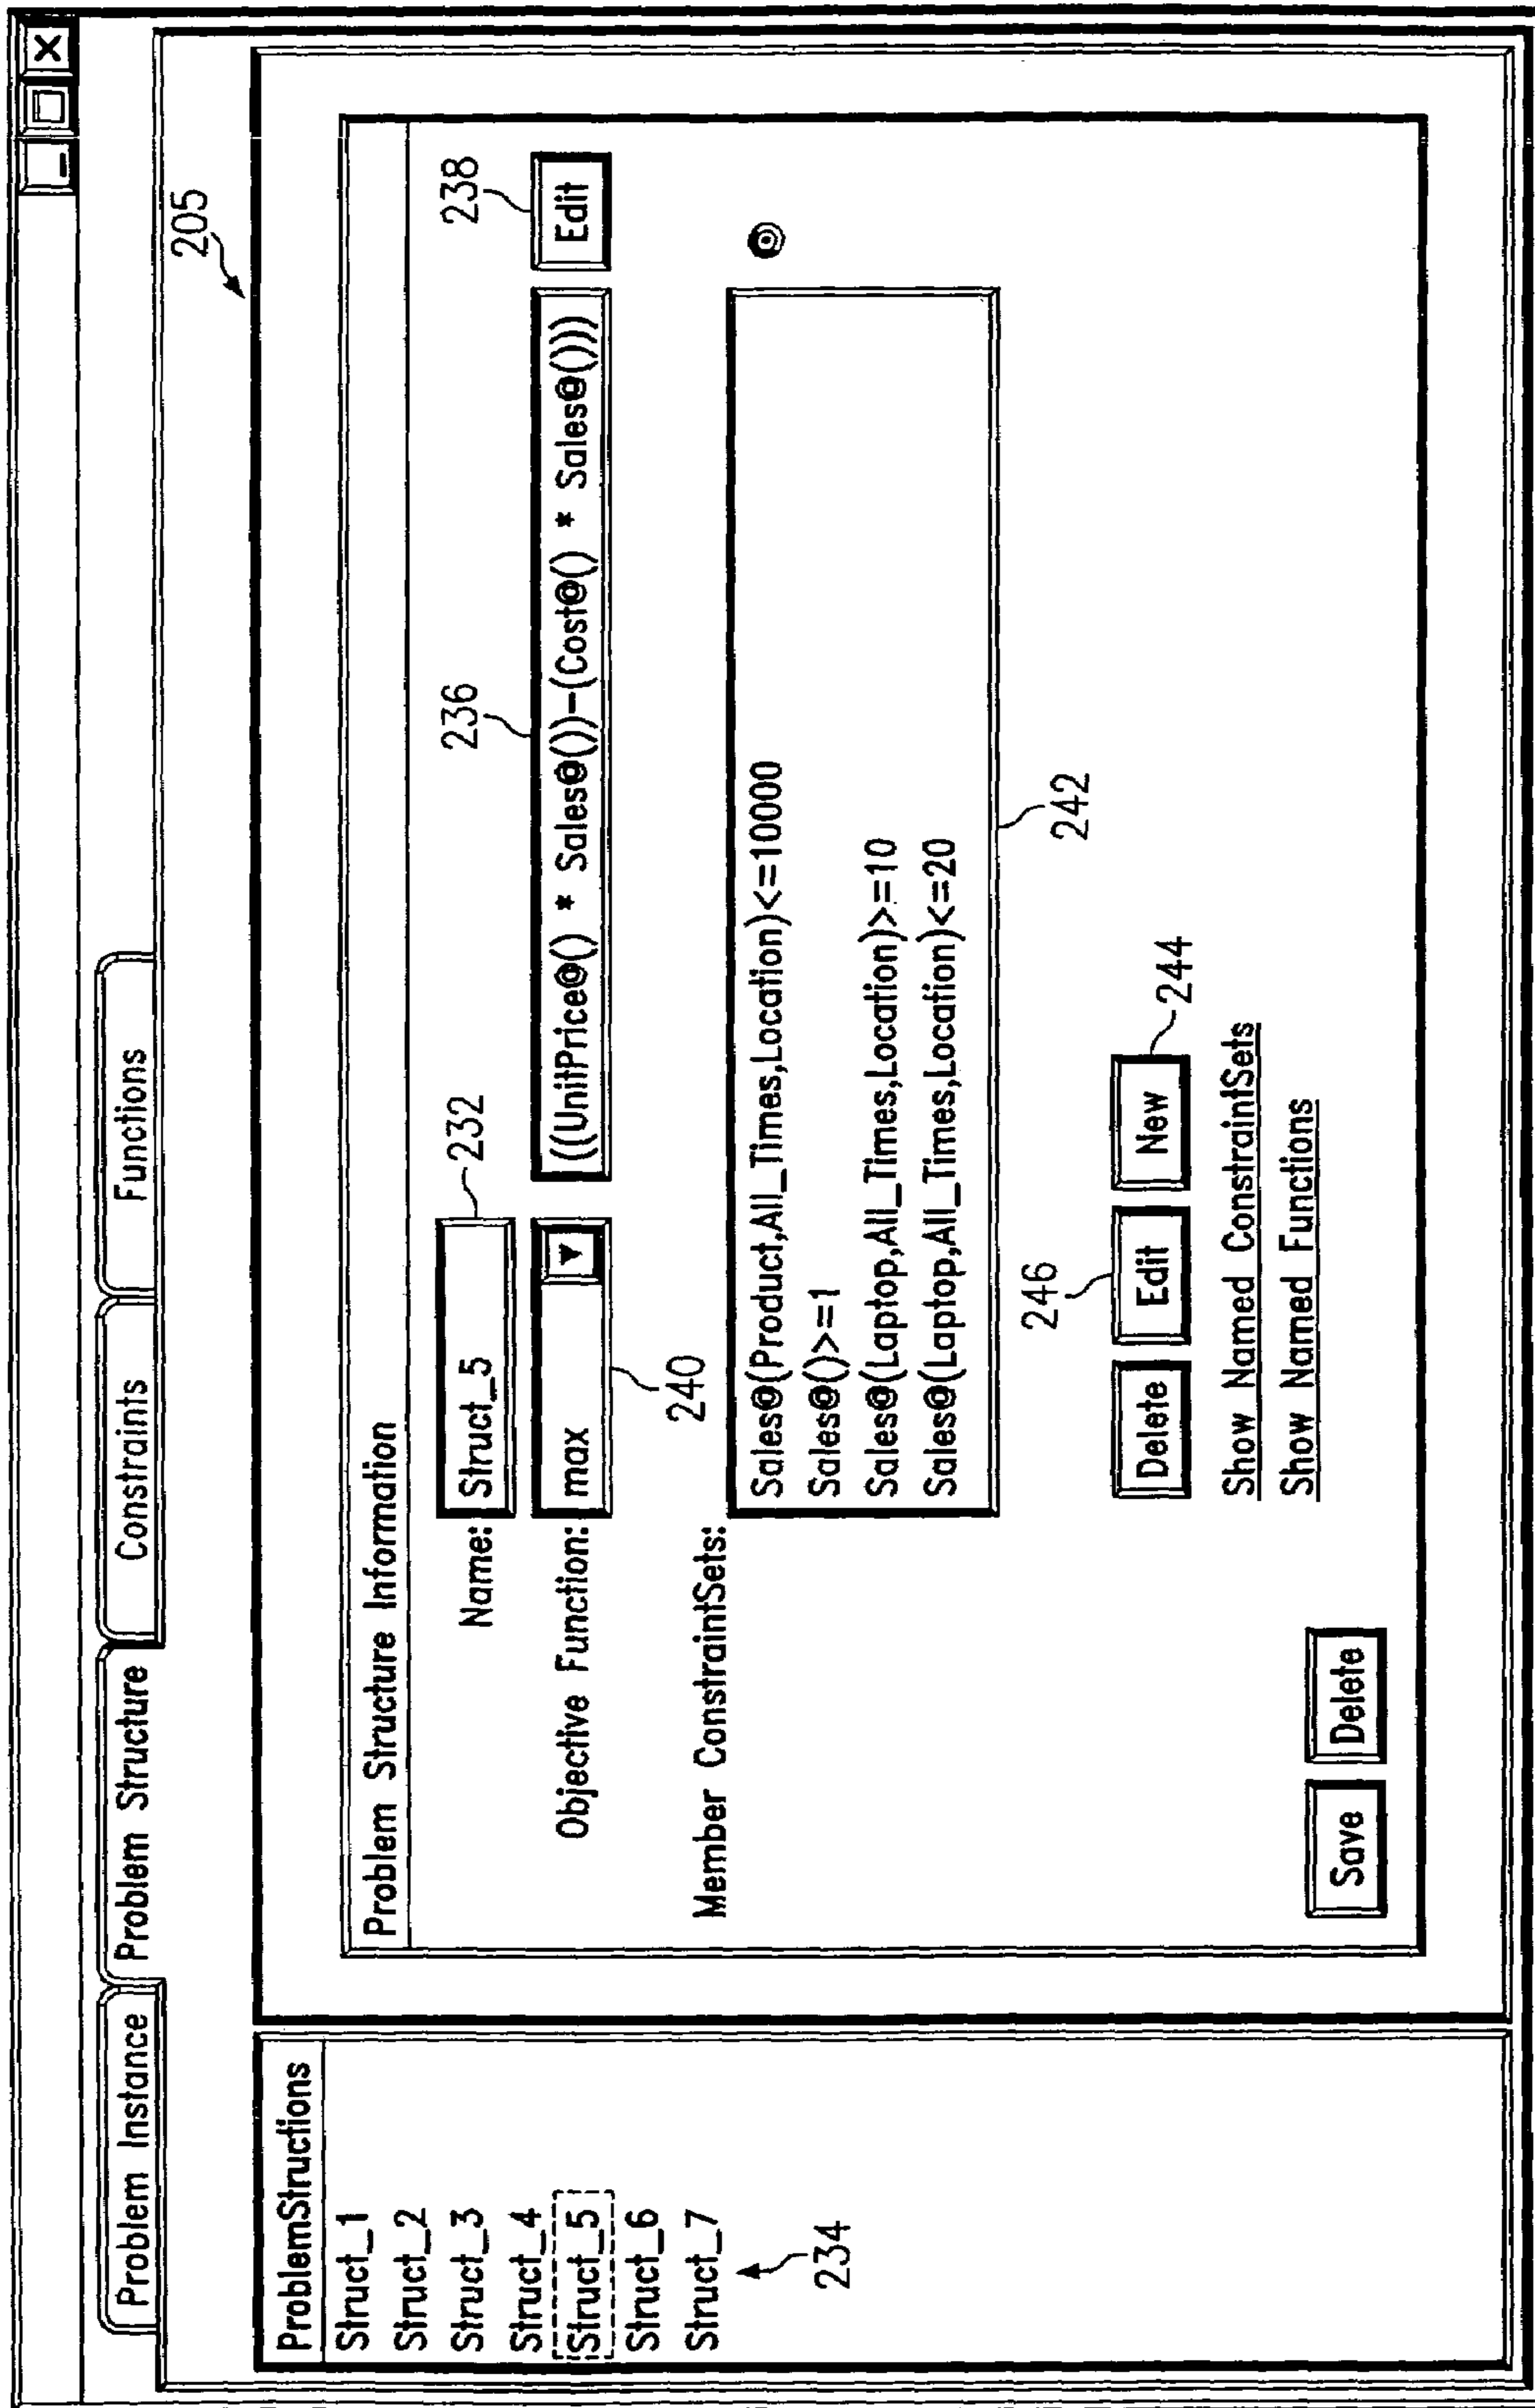 Problem Instance
Problem Structure
Constraints
Functions
X
205
ProblemStructions
Struct_1
Struct_2
Struct_3
Struct_4
Struct_5
Struct_6
Struct_7
234
Problem Structure Information
Name: Struct_5
232
236
238
Objective Function: max
((UnitPrice@() * Sales@())-(Cost@() * Sales@()))
Edit
240
Member ConstraintSets:
Sales@(Product,All_Times,Location)<=10000
Sales@()>=1
Sales@(Laptop,All_Times,Location)>=10
Sales@(Laptop,All_Times,Location)<=20
242
246
Delete
Edit
New
244
Show Named ConstraintSets
Show Named Functions
Save
Delete